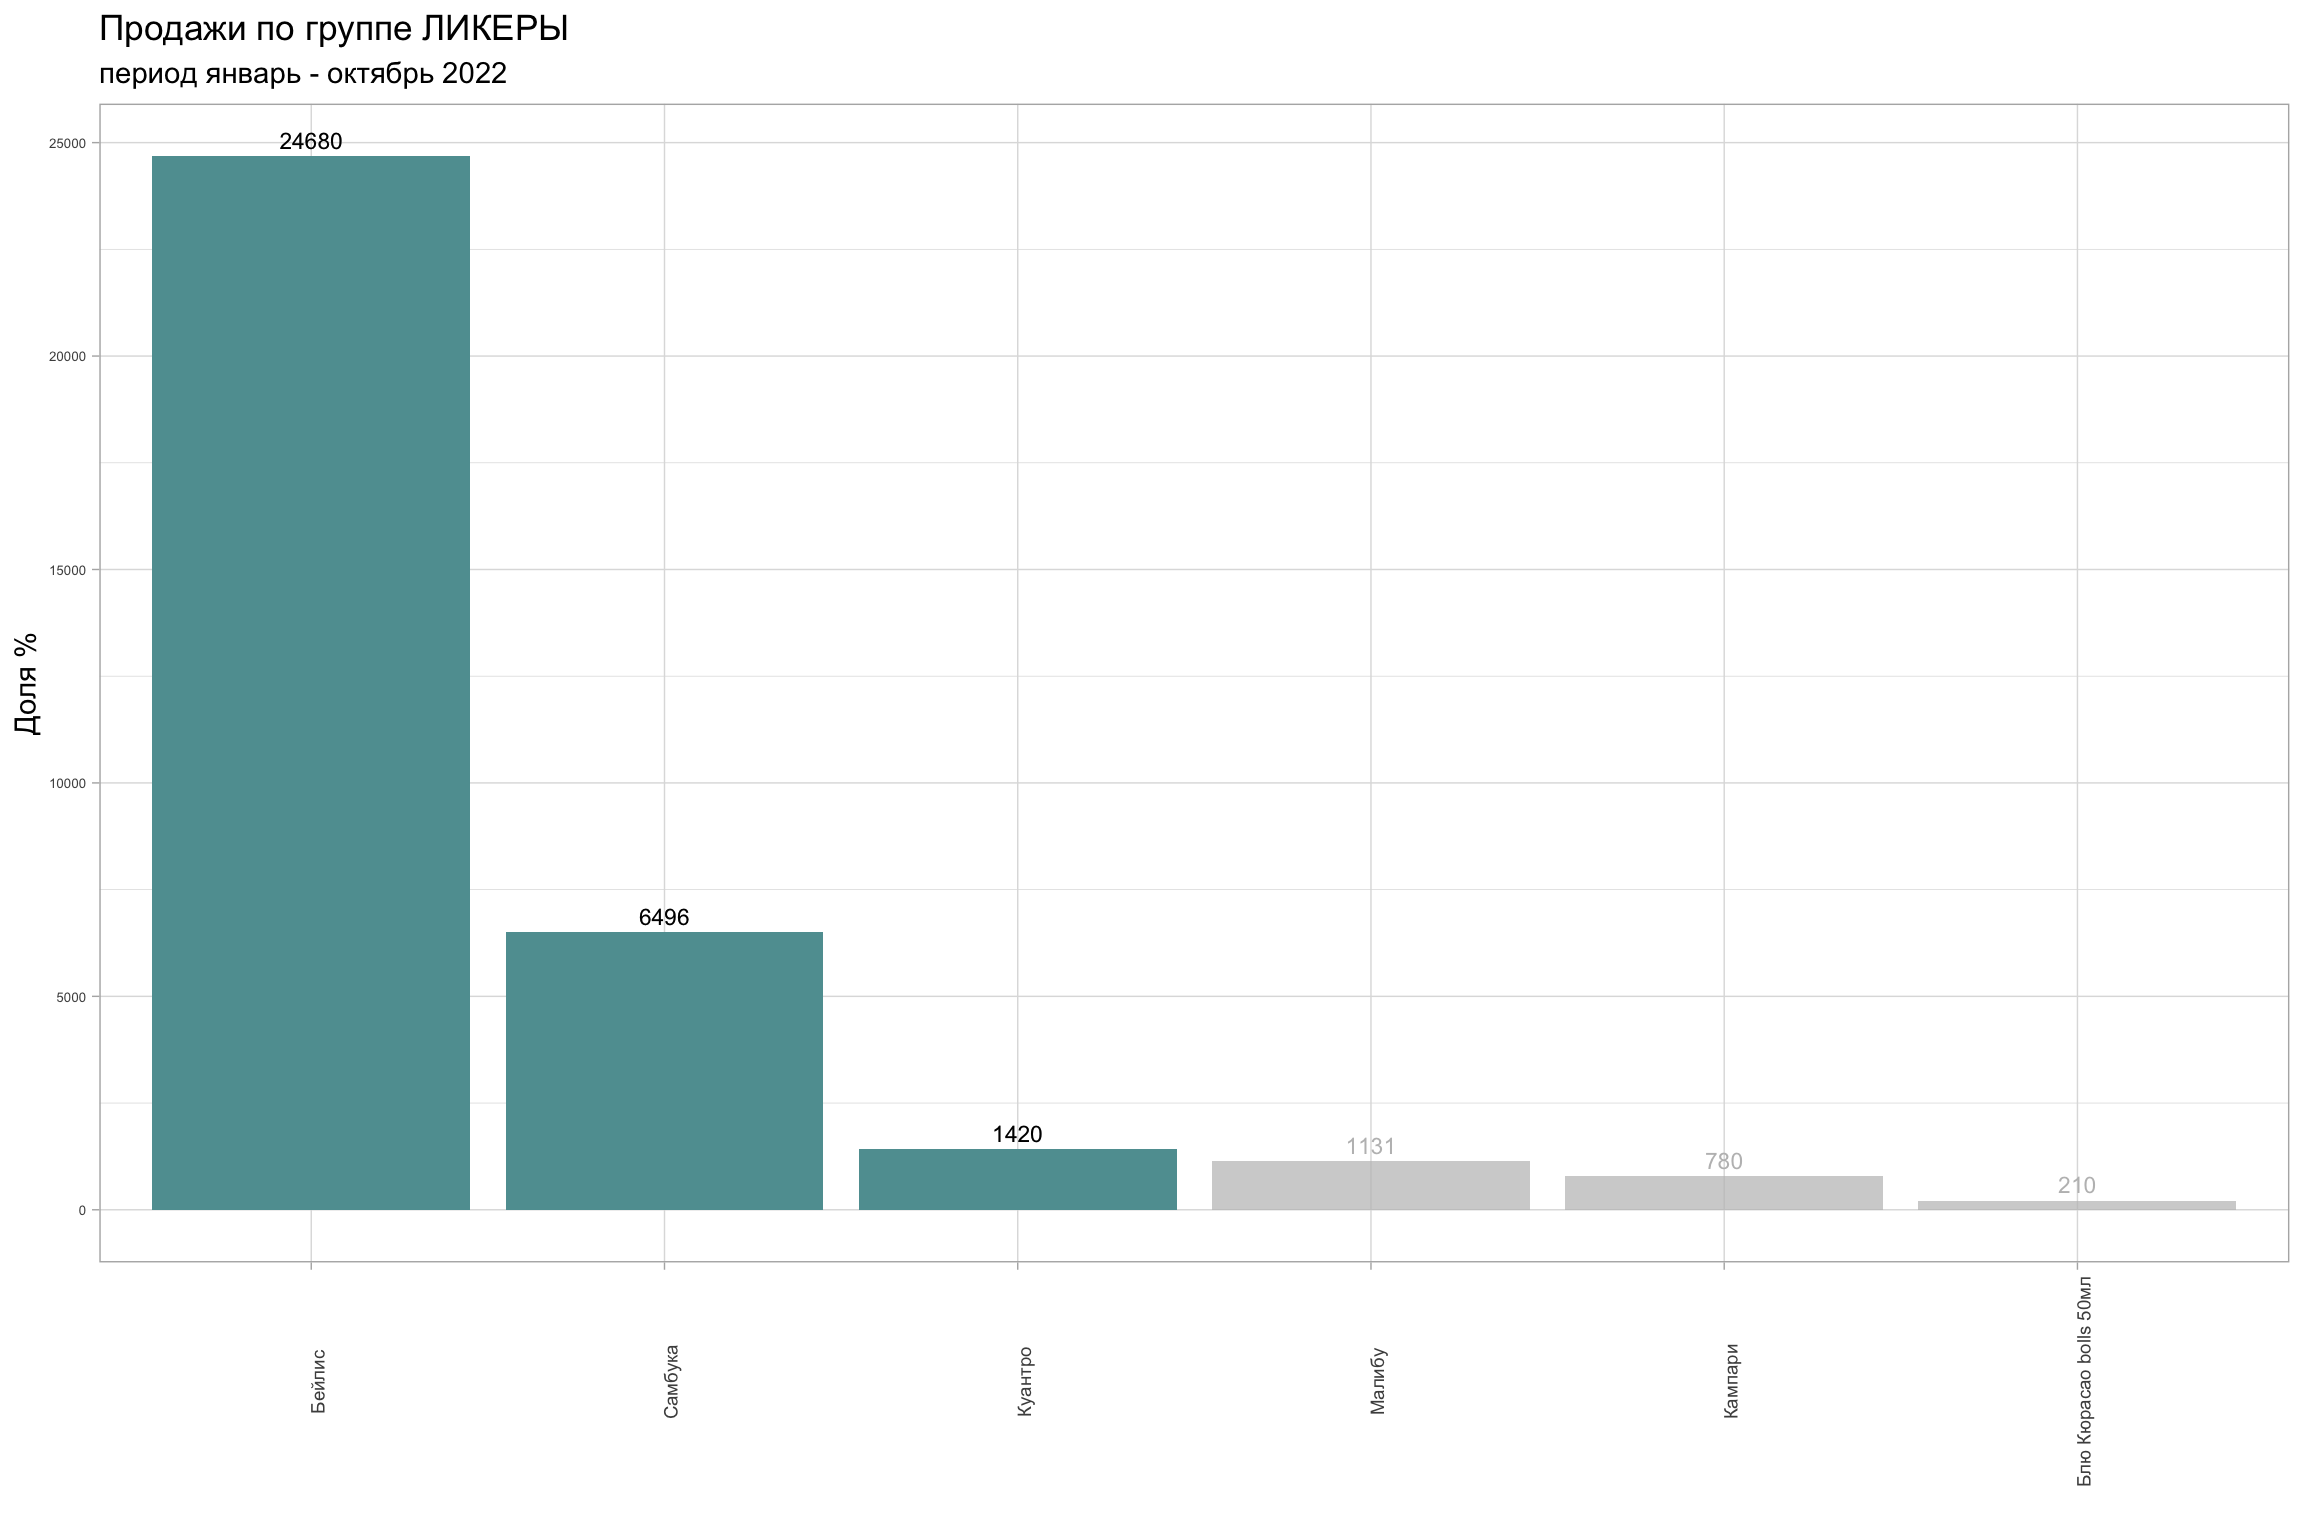 Продажи по группе ЛИКЕРЫ
период январь - октябрь 2022
Доля %
25000
20000
15000
10000
5000
0
24680
6496
1420
1131
780
210
Бейлис
Самбука
Куантро
Малибу
Кампари
Блю Кюрасао bolls 50мл